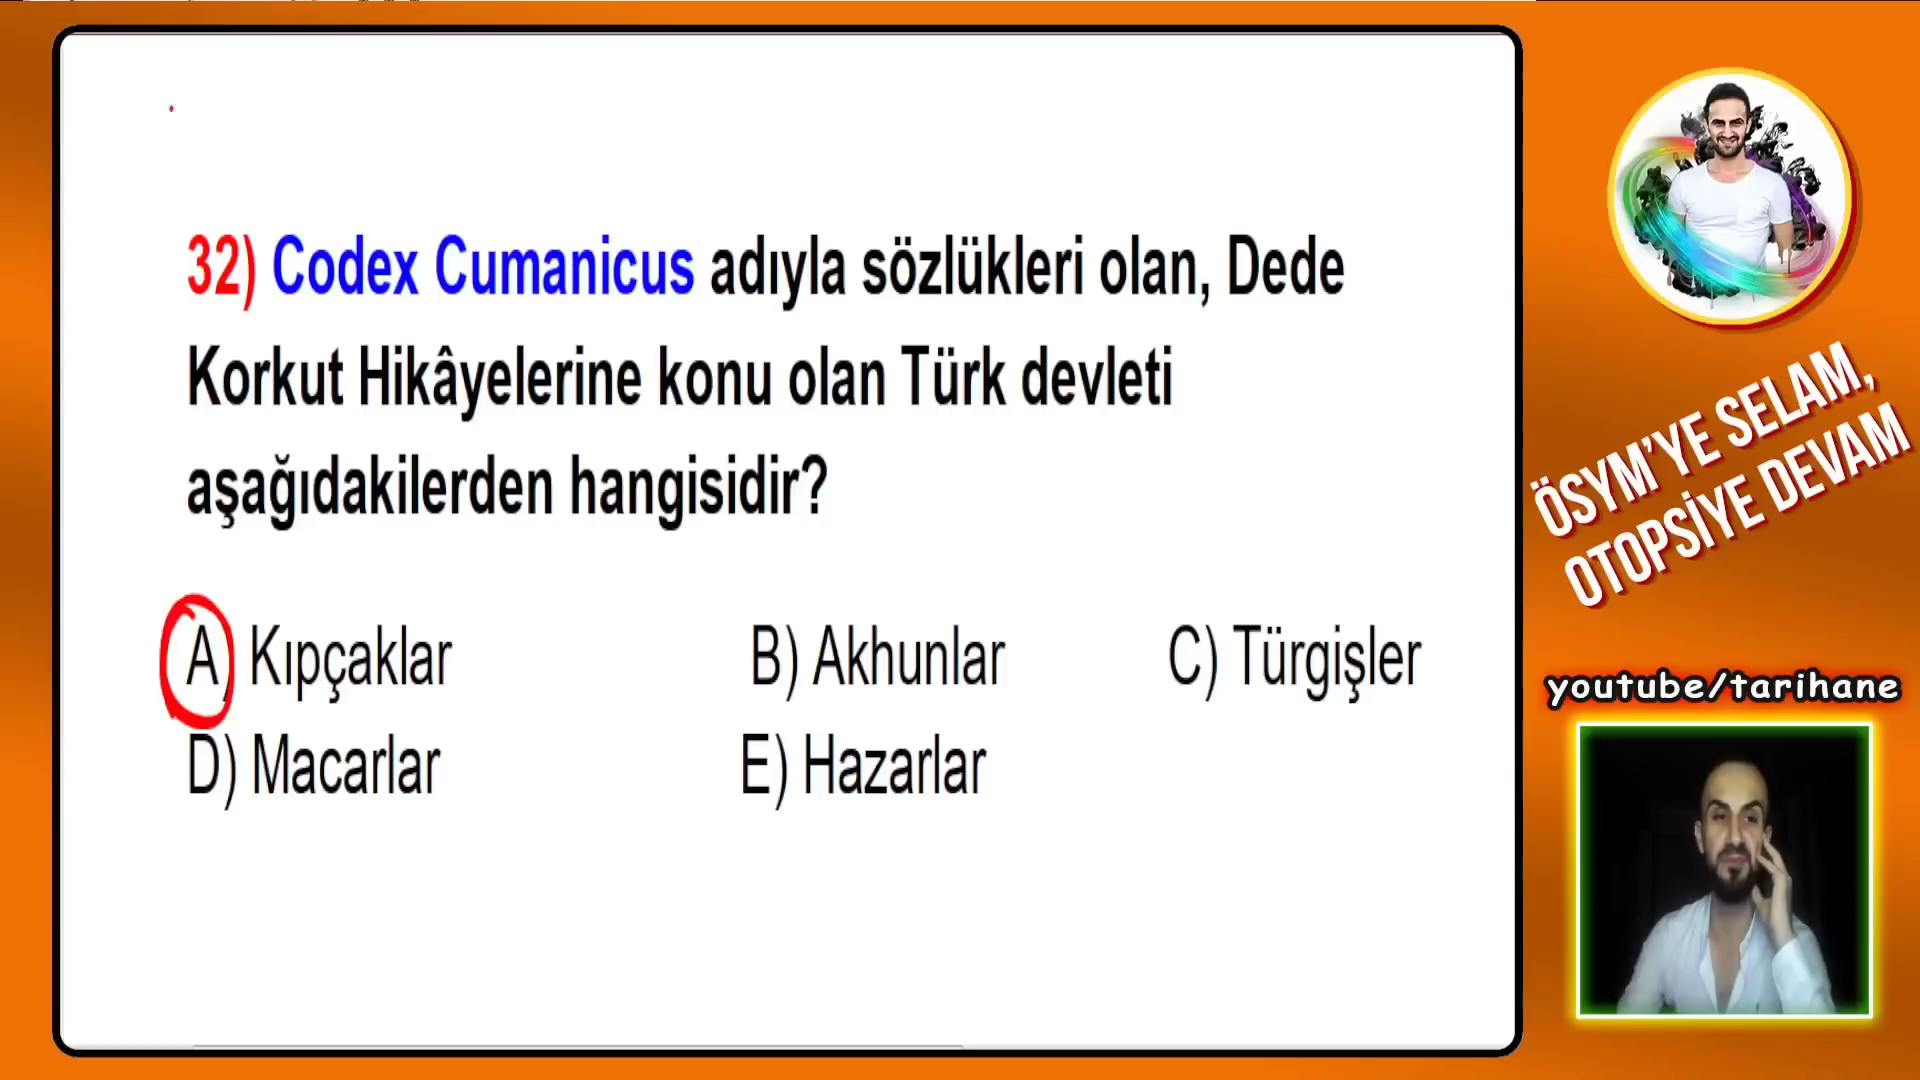 32) Codex Cumanicus adıyla sözlükleri olan, Dede
Korkut Hikâyelerine konu olan Türk devleti
aşağıdakilerden hangisidir?
A) Kıpçaklar B) Akhunlar C) Türgişler
D) Macarlar E) Hazarlar
ÖSYM'YE SELAM,
OTOPSİYE DEVAM
youtube/tarihane